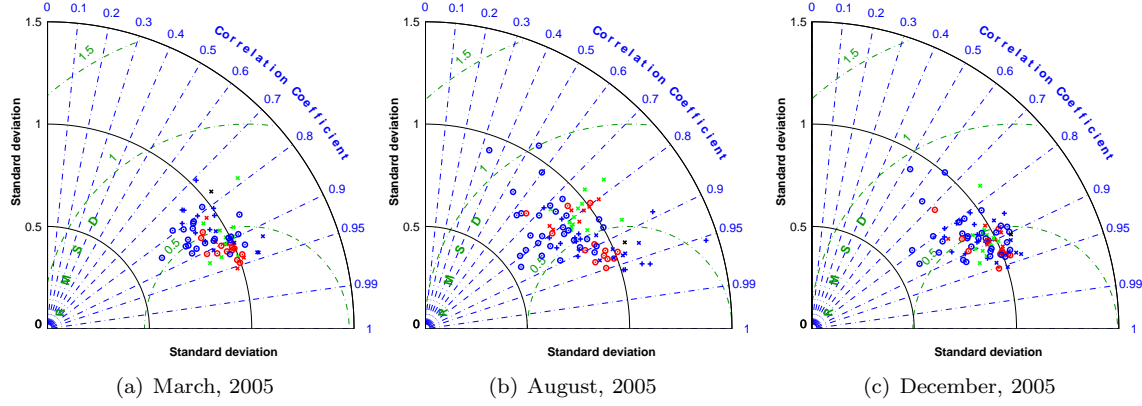 0 0.1 0.2 0.3 0.4 0.5 0.6 0.7 0.8 0.9 0.95 0.99 1
Correlation Coefficient
1.5 1 0.5 0
Standard deviation
1.5 1 0.5
R M S D
Standard deviation
(a) March, 2005
0 0.1 0.2 0.3 0.4 0.5 0.6 0.7 0.8 0.9 0.95 0.99 1
Correlation Coefficient
1.5 1 0.5 0
Standard deviation
1.5 1 0.5
R M S D
Standard deviation
(b) August, 2005
0 0.1 0.2 0.3 0.4 0.5 0.6 0.7 0.8 0.9 0.95 0.99 1
Correlation Coefficient
1.5 1 0.5 0
Standard deviation
1.5 1 0.5
R M S D
Standard deviation
(c) December, 2005